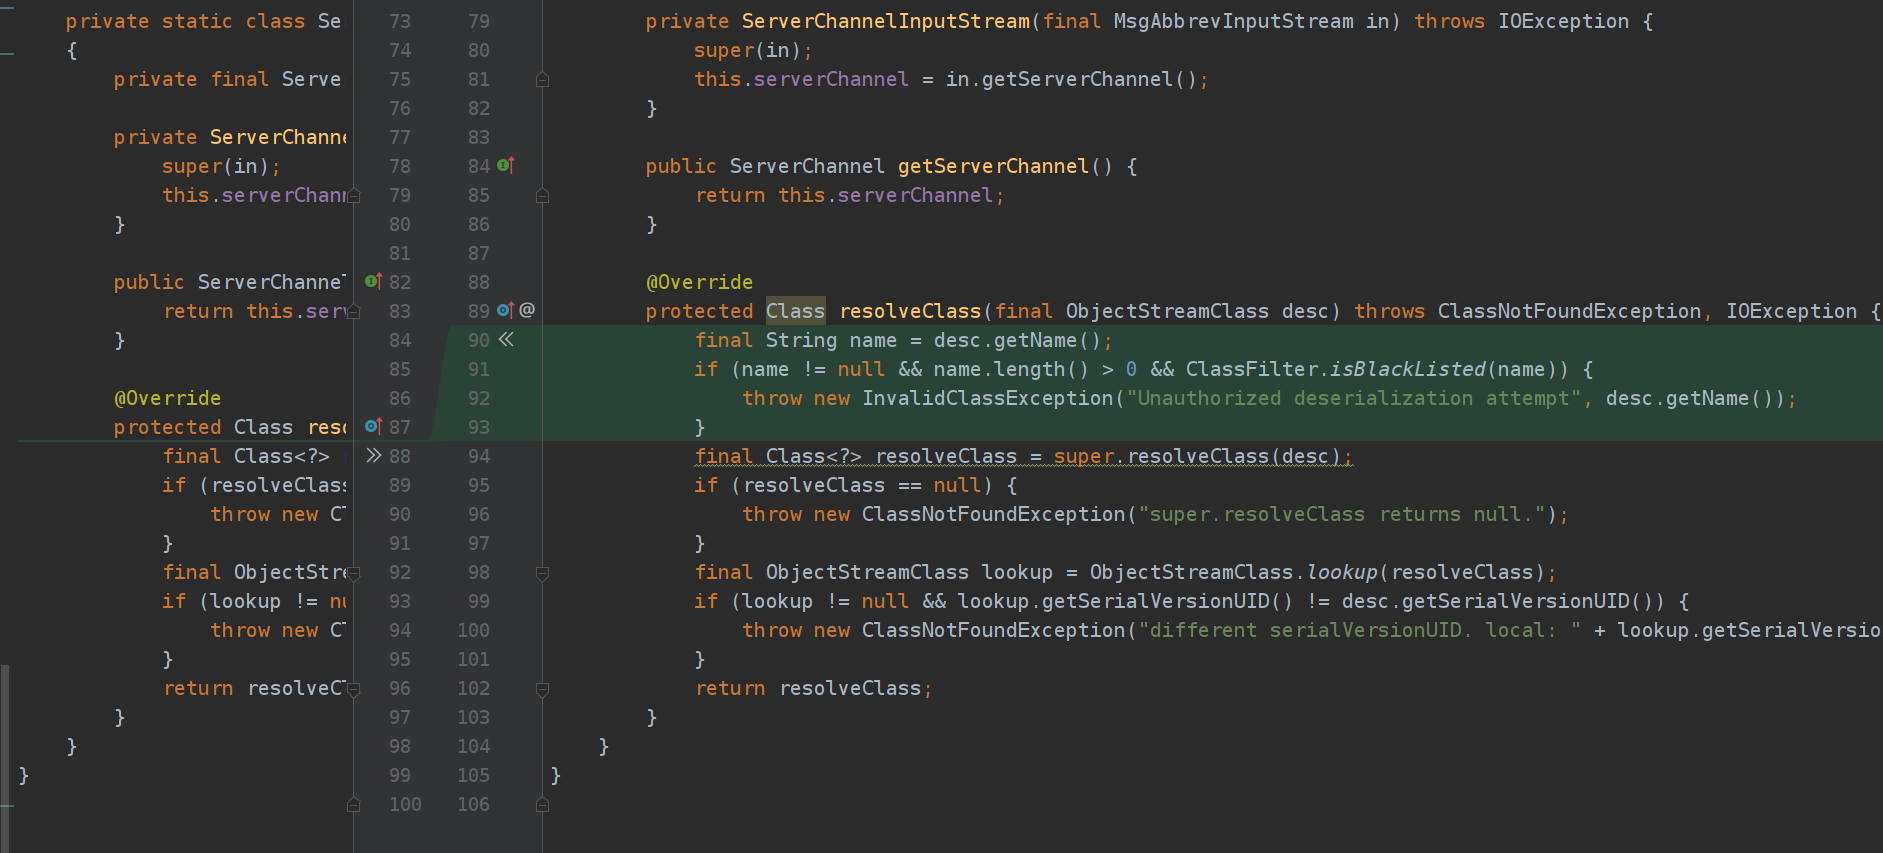 private static class Se 73 79 private ServerChannelInputStream(final MsgAbbrevInputStream in) throws IOException {
{ 74 80 super(in);
private final Serve 75 81 this.serverChannel = in.getServerChannel();
76 82 }
private ServerChanne 77 83
super(in); 78 84 public ServerChannel getServerChannel() {
this.serverChan 79 85 return this.serverChannel;
} 80 86 }
81 87
public ServerChannel 82 88 @Override
return this.serv 83 89 @ protected Class resolveClass(final ObjectStreamClass desc) throws ClassNotFoundException, IOException {
} 84 90 final String name = desc.getName();
85 91 if (name != null && name.length() > 0 && ClassFilter.isBlackListed(name)) {
@Override 86 92 throw new InvalidClassException("Unauthorized deserialization attempt", desc.getName());
protected Class reso 87 93 }
final Class<?> 88 94 final Class<?> resolveClass = super.resolveClass(desc);
if (resolveClass 89 95 if (resolveClass == null) {
throw new Cl 90 96 throw new ClassNotFoundException("super.resolveClass returns null.");
} 91 97 }
final ObjectStre 92 98 final ObjectStreamClass lookup = ObjectStreamClass.lookup(resolveClass);
if (lookup != nu 93 99 if (lookup != null && lookup.getSerialVersionUID() != desc.getSerialVersionUID()) {
throw new Cl 94 100 throw new ClassNotFoundException("different serialVersionUID. local: " + lookup.getSerialVersio
} 95 101 }
return resolveCl 96 102 return resolveClass;
} 97 103 }
} 98 104 }
} 99 105 }
100 106